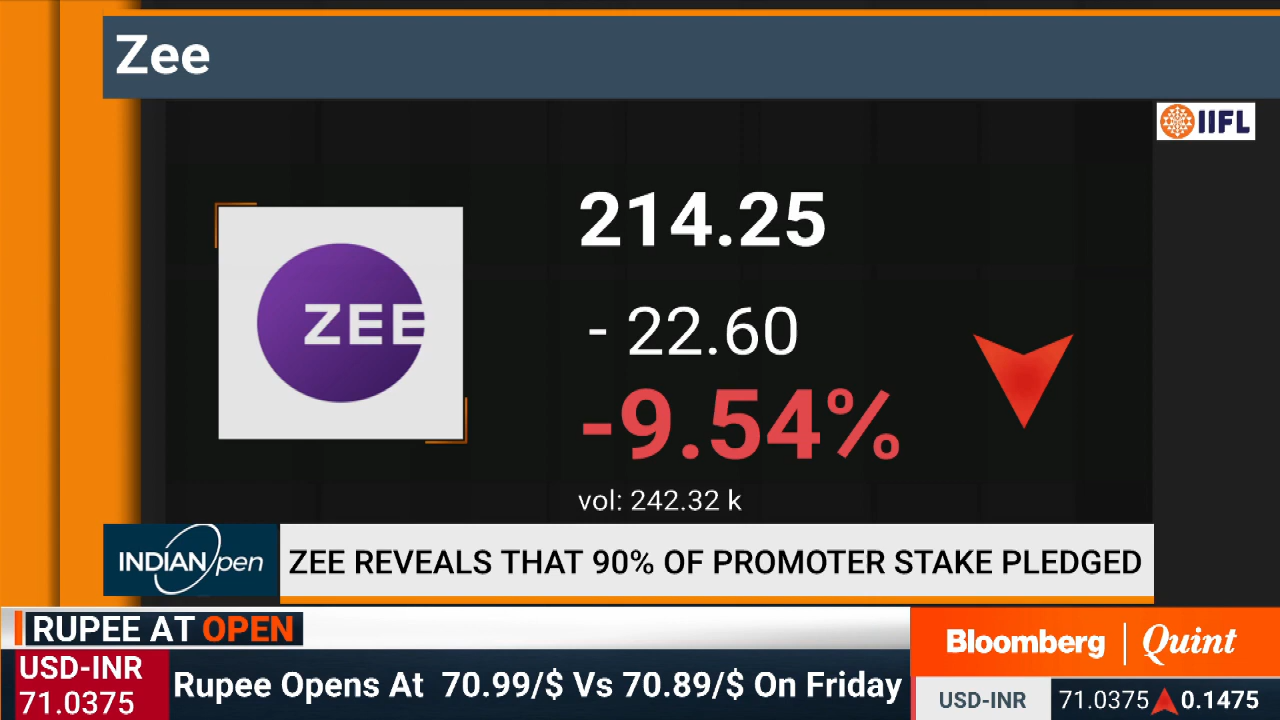 Zee
IIFL
214.25
- 22.60
ZEE
-9.54%
vol: 242.32 k
INDIAN Open
ZEE REVEALS THAT 90% OF PROMOTER STAKE PLEDGED
RUPEE AT OPEN
USD-INR
71.0375
Rupee Opens At 70.99/$ Vs 70.89/$ On Friday
Bloomberg | Quint
USD-INR 71.0375 0.1475